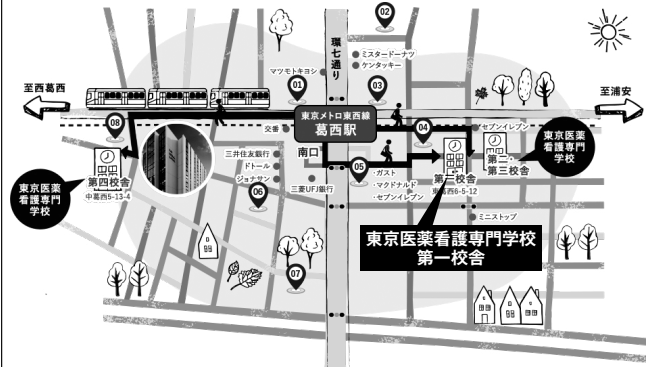 02
環七通り
ミスタードーナツ
ケンタッキー
マツモトキヨシ
01
03
至西葛西
至浦安
東京メトロ東西線
葛西駅
08
交番
04
セブンイレブン
東京医薬
看護専門
学校
第二・
第三校舎
南口
三井住友銀行
ドトール
ジョナサン
第四校舎
中葛西5-13-4
東京医薬
看護専門
学校
05
・ガスト
・マクドナルド
・セブンイレブン
第一校舎
東葛西6-5-12
06
三菱UFJ銀行
ミニストップ
東京医薬看護専門学校
第一校舎
07